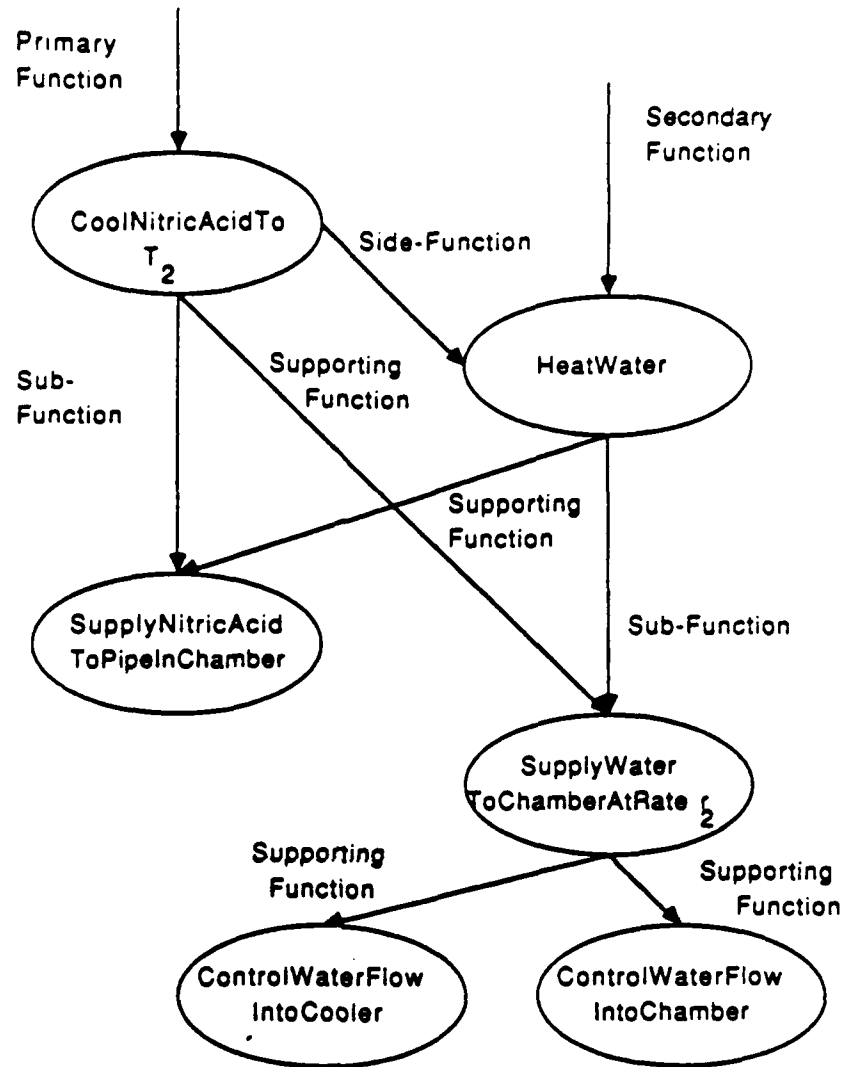 Primary
Function
Secondary
Function
CoolNitricAcidTo
T2
Side-Function
HeatWater
Sub-
Function
Supporting
Function
Supporting
Function
SupplyNitricAcid
ToPipeInChamber
Sub-Function
SupplyWater
ToChamberAtRate r2
Supporting
Function
Supporting
Function
ControlWaterFlow
IntoCooler
ControlWaterFlow
IntoChamber